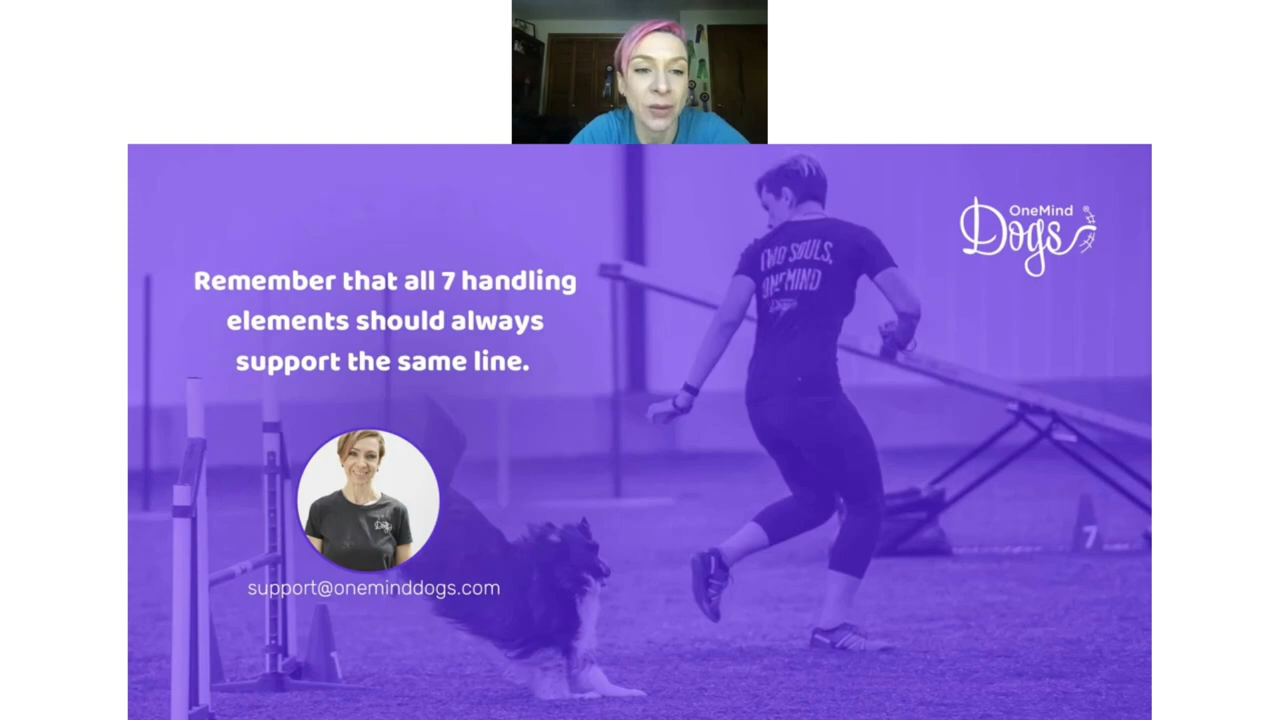 OneMind
Dogs
TWO SOULS,
ONE MIND
Remember that all 7 handling
elements should always
support the same line.
Dogs
support@oneminddogs.com
7